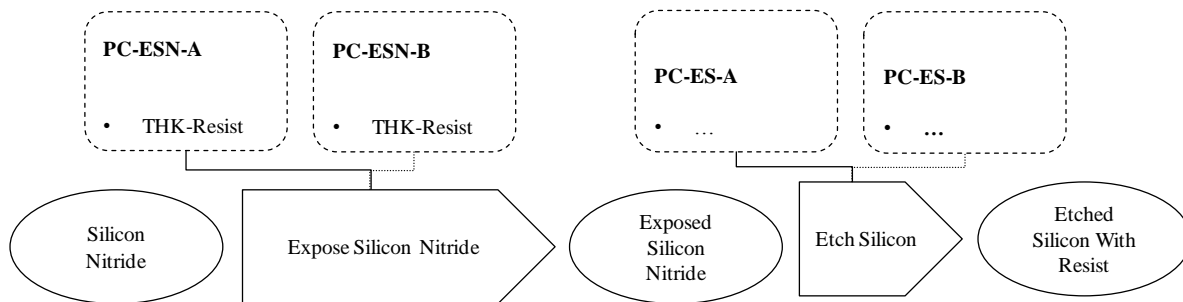 PC-ESN-A
• THK-Resist
PC-ESN-B
• THK-Resist
PC-ES-A
• …
PC-ES-B
• …
Silicon
Nitride
Expose Silicon Nitride
Exposed
Silicon
Nitride
Etch Silicon
Etched
Silicon With
Resist